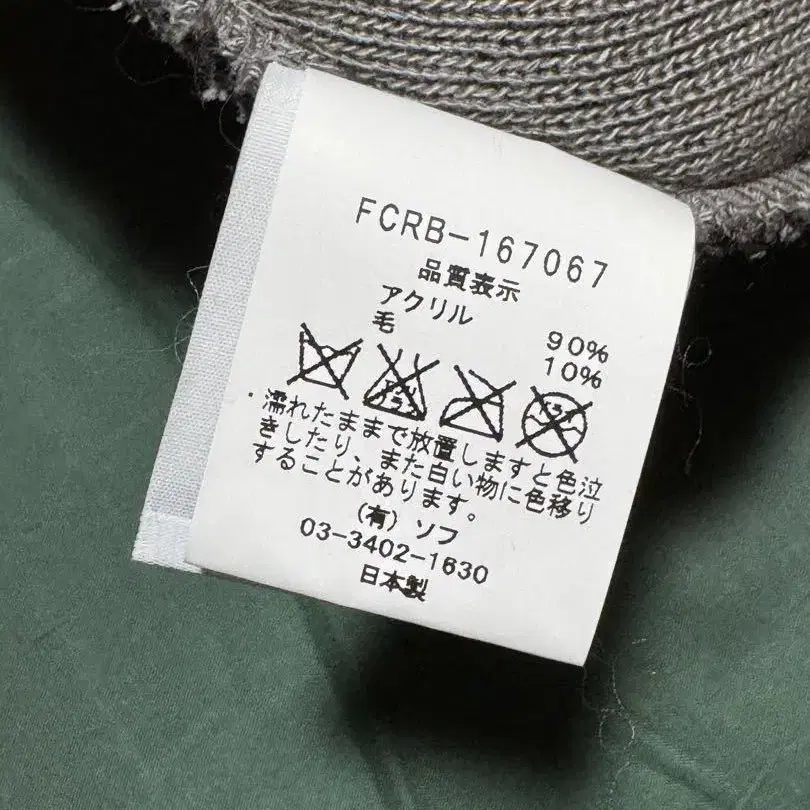 FCRB-167067
品質表示
アクリル 90%
毛 10%
・濡れたままで放置しますと色泣
きしたり、また白い物に色移り
することがあります。
(有) ソフ
03-3402-1630
日本製